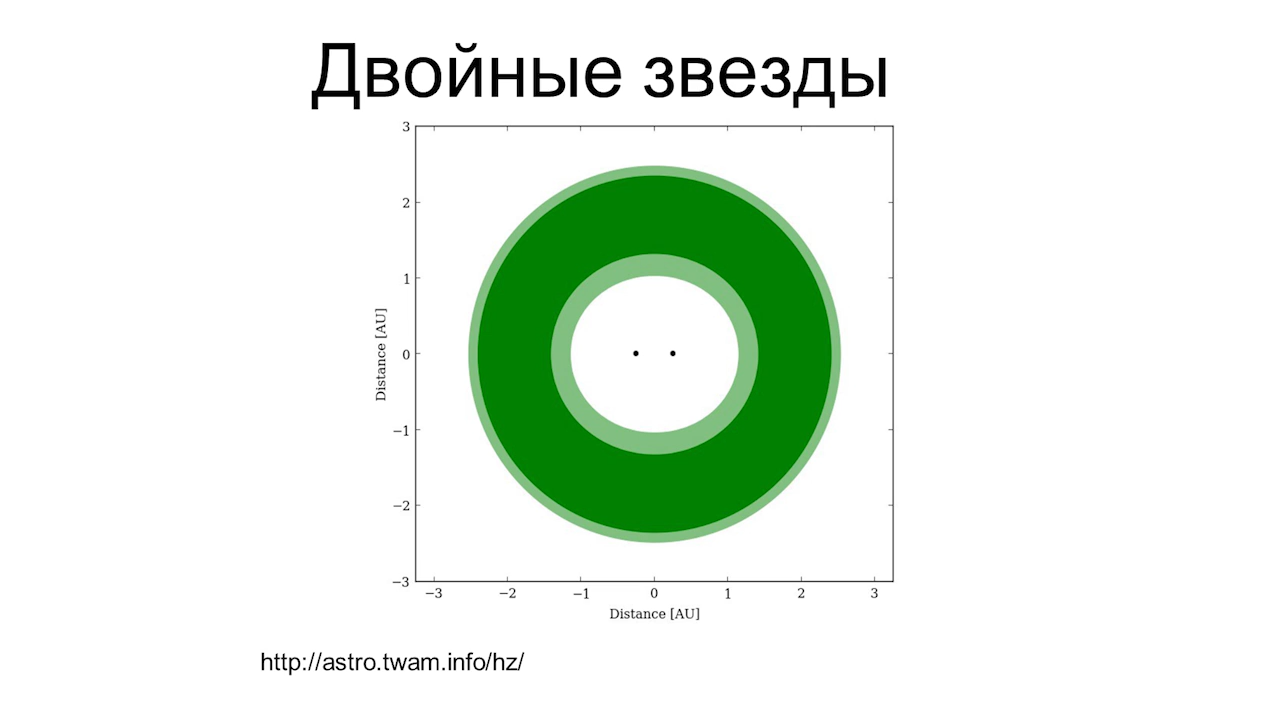 Двойные звезды
3
2
1
0
−1
−2
−3
Distance [AU]
−3 −2 −1 0 1 2 3
Distance [AU]
http://astro.twam.info/hz/